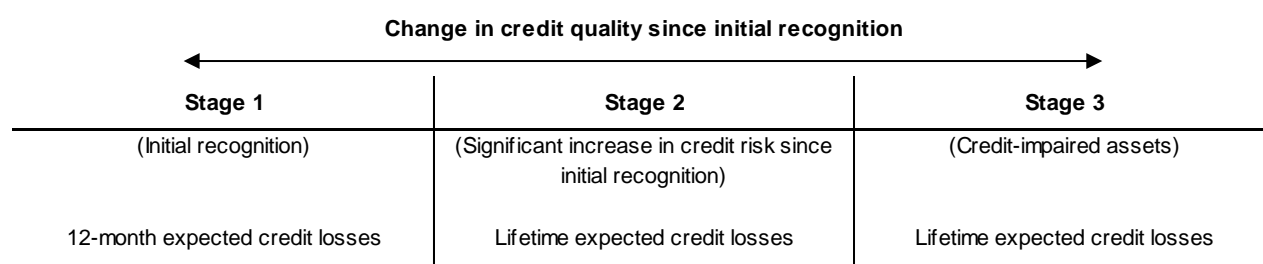 Change in credit quality since initial recognition
Stage 1
Stage 2
Stage 3
(Initial recognition)
(Significant increase in credit risk since
initial recognition)
(Credit-impaired assets)
12-month expected credit losses
Lifetime expected credit losses
Lifetime expected credit losses